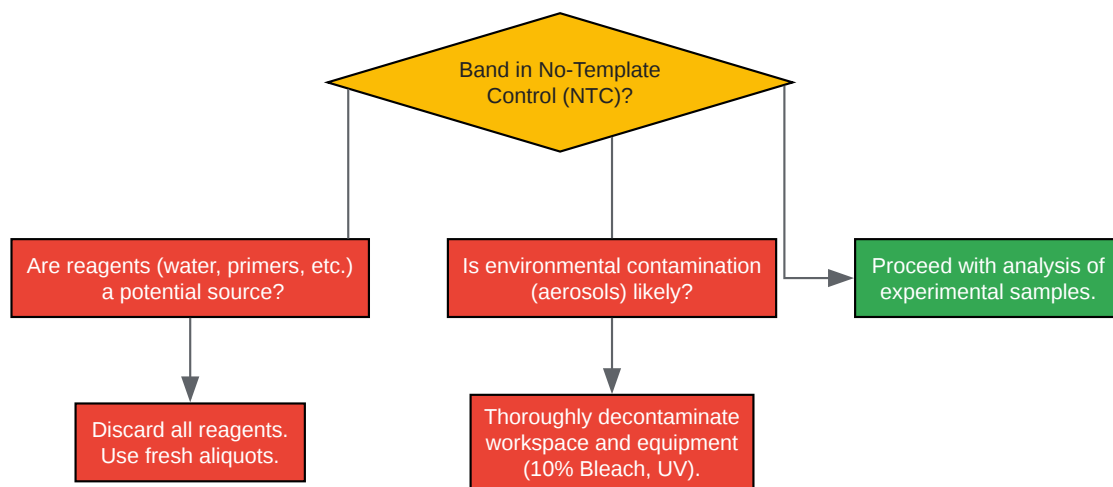 Band in No-Template
Control (NTC)?
Are reagents (water, primers, etc.)
a potential source?
Is environmental contamination
(aerosols) likely?
Proceed with analysis of
experimental samples.
Discard all reagents.
Use fresh aliquots.
Thoroughly decontaminate
workspace and equipment
(10% Bleach, UV).